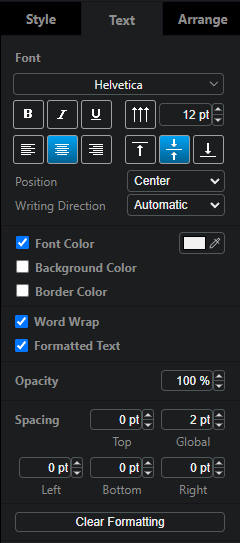 Style Text Arrange
Font
Helvetica
B I U 12 pt
Position Center
Writing Direction Automatic
Font Color
Background Color
Border Color
Word Wrap
Formatted Text
Opacity 100 %
Spacing 0 pt 2 pt
Top Global
0 pt 0 pt 0 pt
Left Bottom Right
Clear Formatting